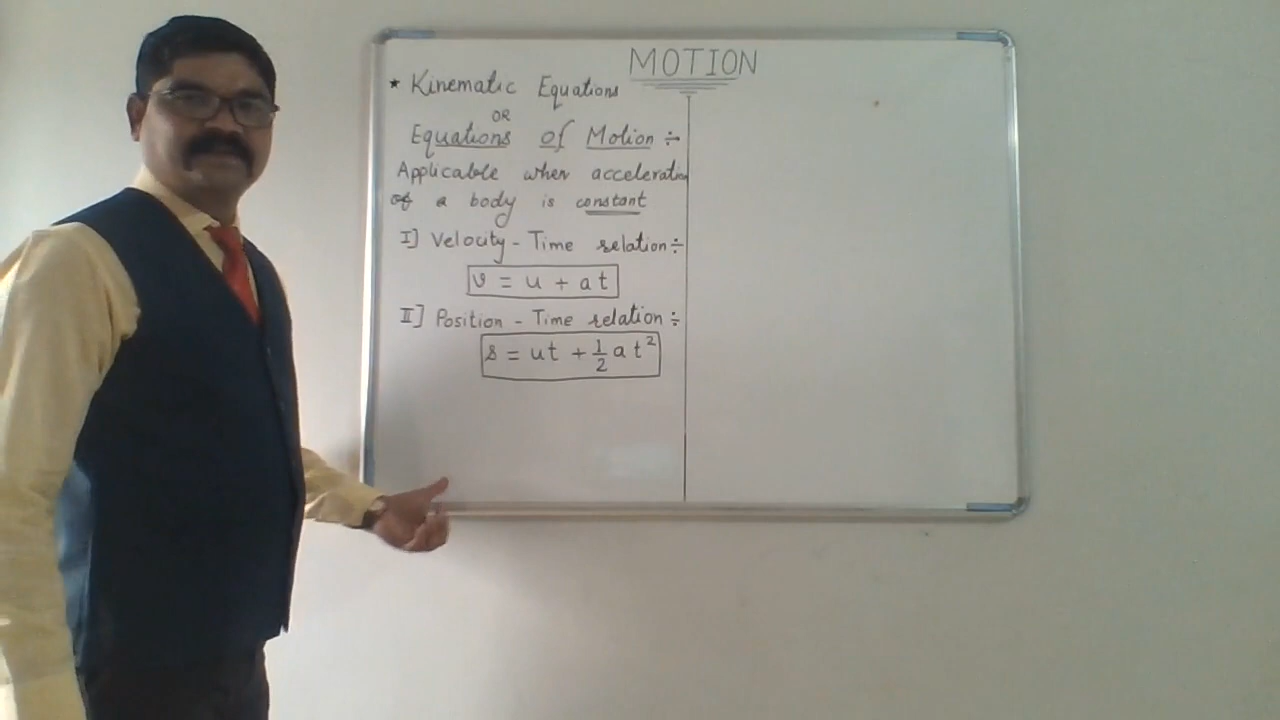 MOTION
★ Kinematic Equations
OR
Equations of Motion ÷
Applicable when acceleration
of a body is constant
I] Velocity - Time relation ÷
v = u + at
II] Position - Time relation ÷
s = ut + 1/2 at²